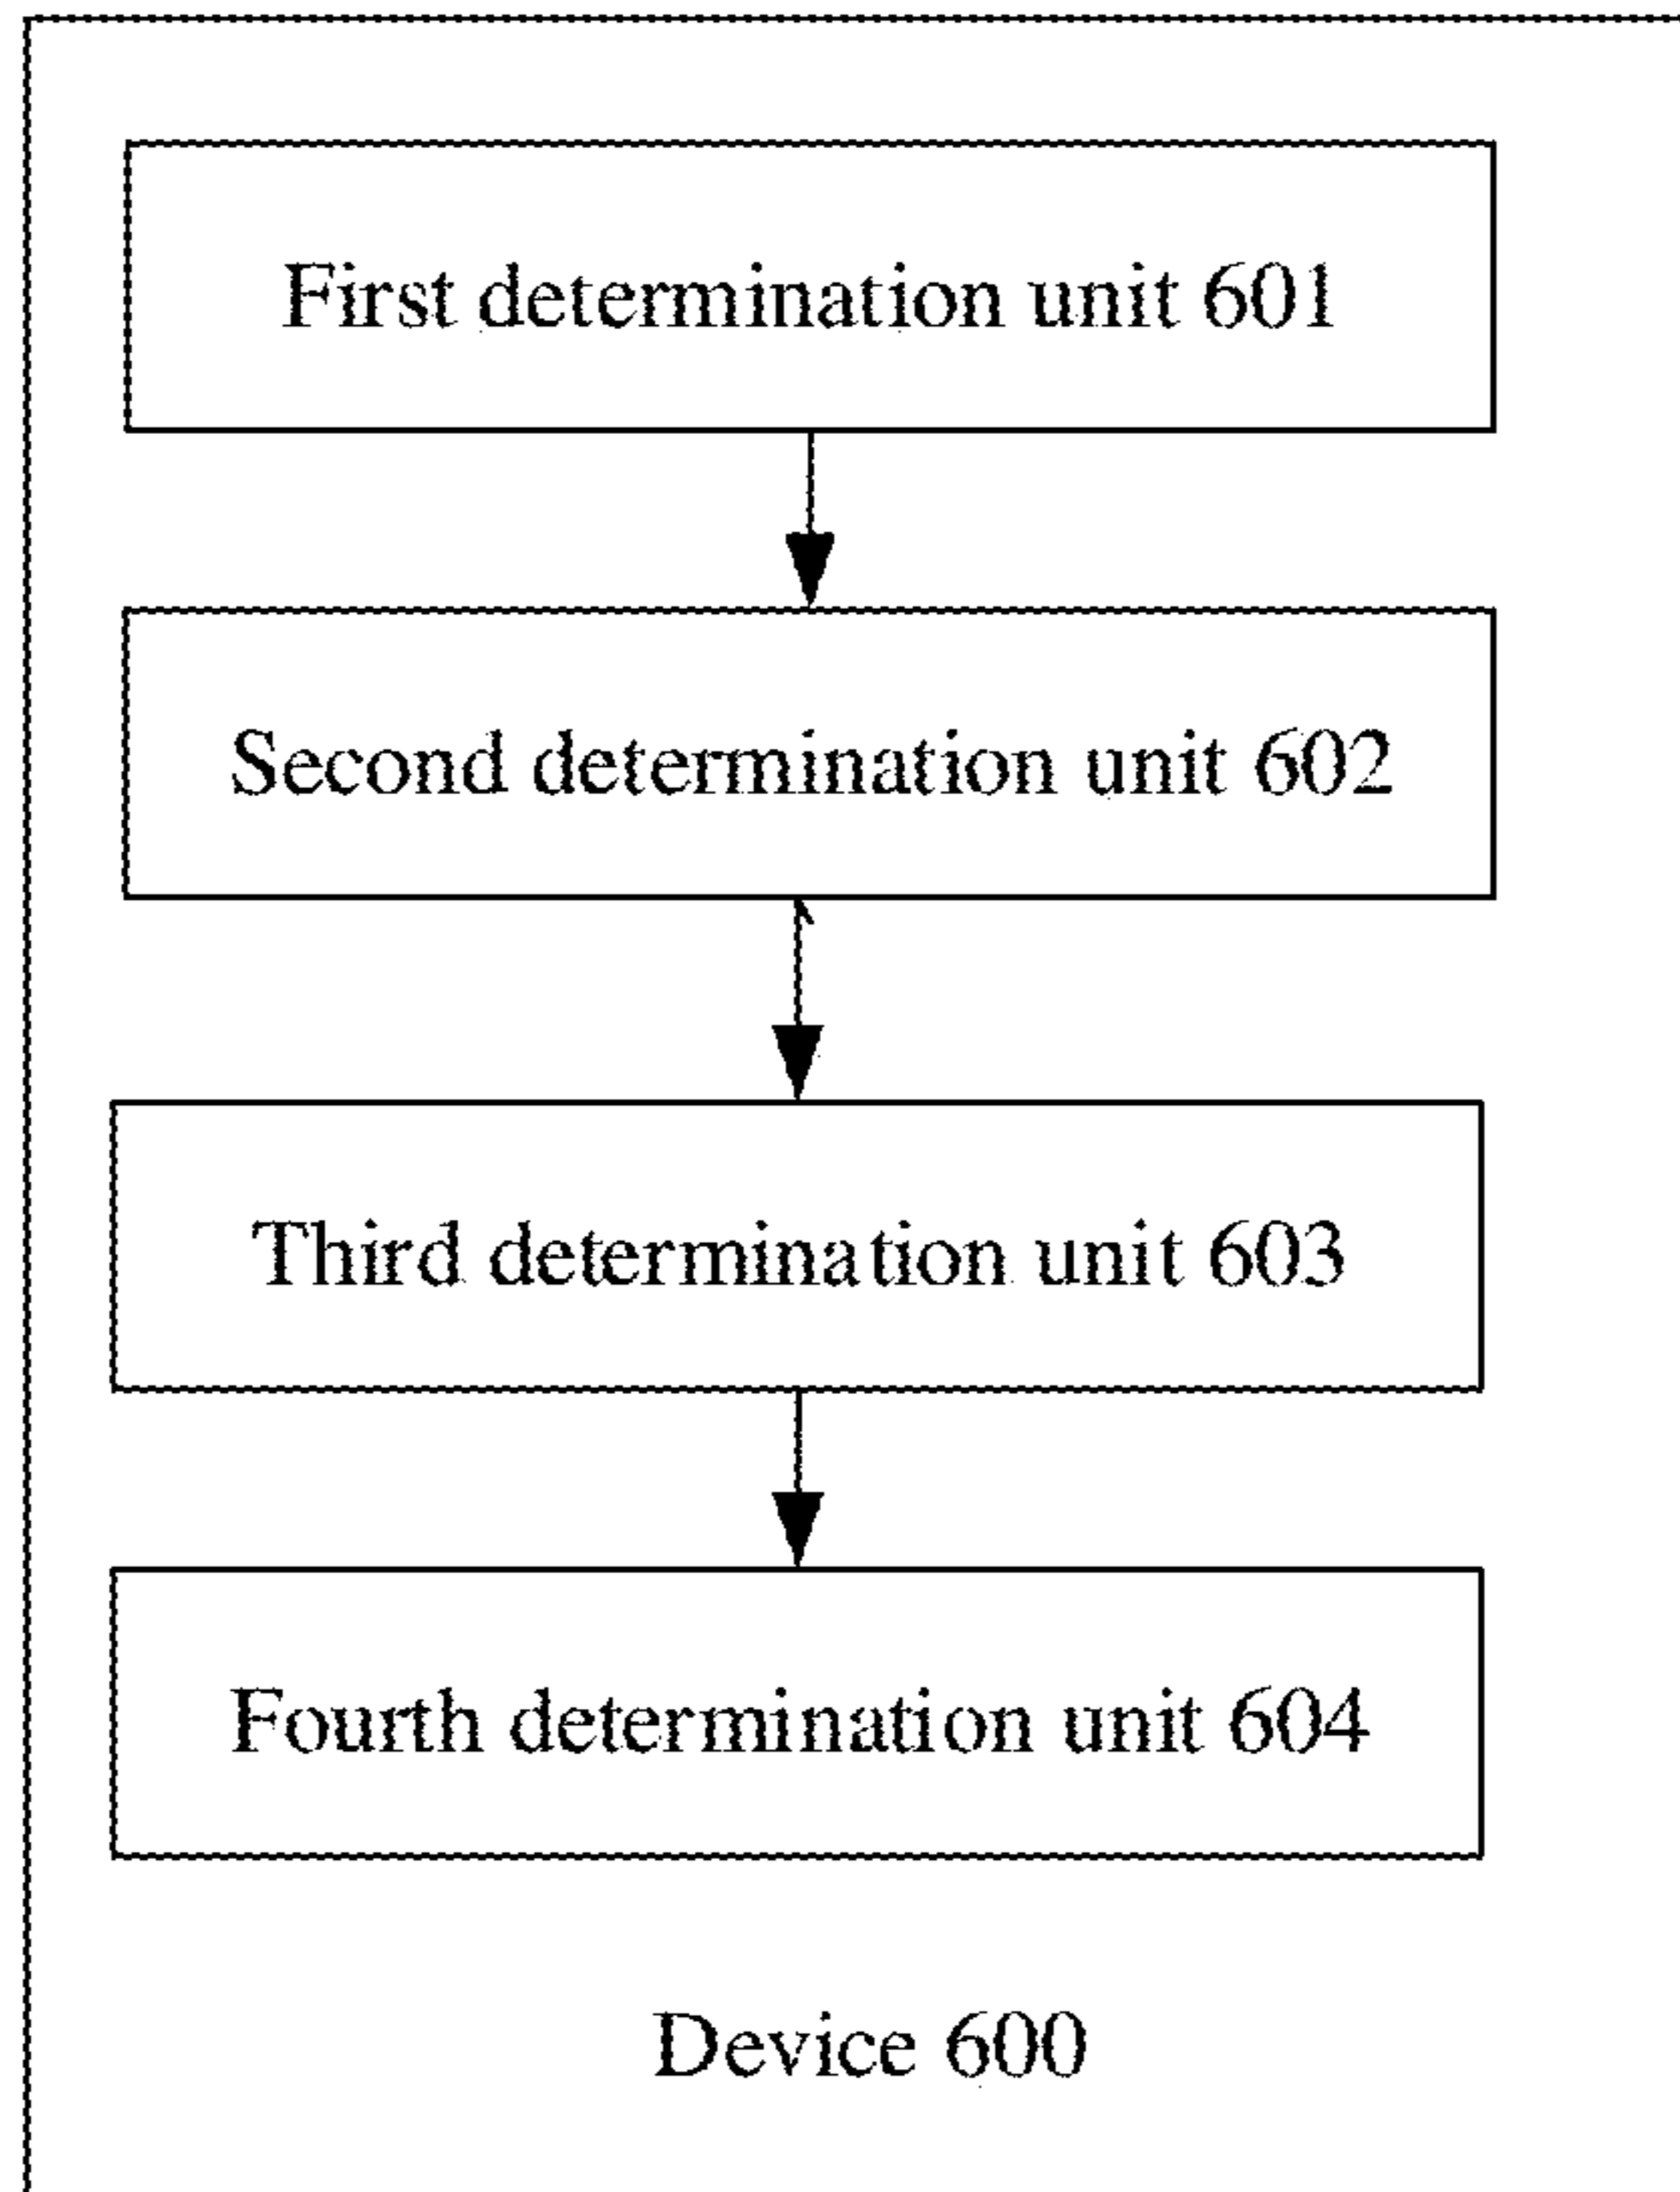 First determination unit 601
Second determination unit 602
Third determination unit 603
Fourth determination unit 604
Device 600